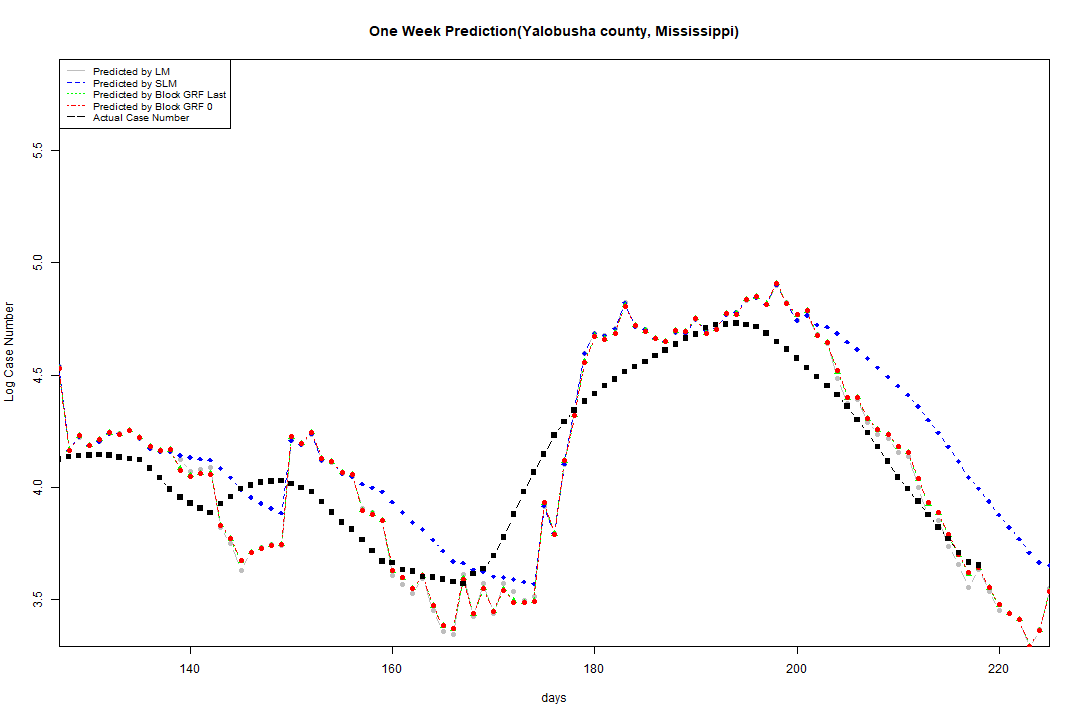 One Week Prediction(Yalobusha county, Mississippi)
Predicted by LM
Predicted by SLM
Predicted by Block GRF Last
Predicted by Block GRF 0
Actual Case Number
5.5
5.0
4.5
4.0
3.5
Log Case Number
140 160 180 200 220
days